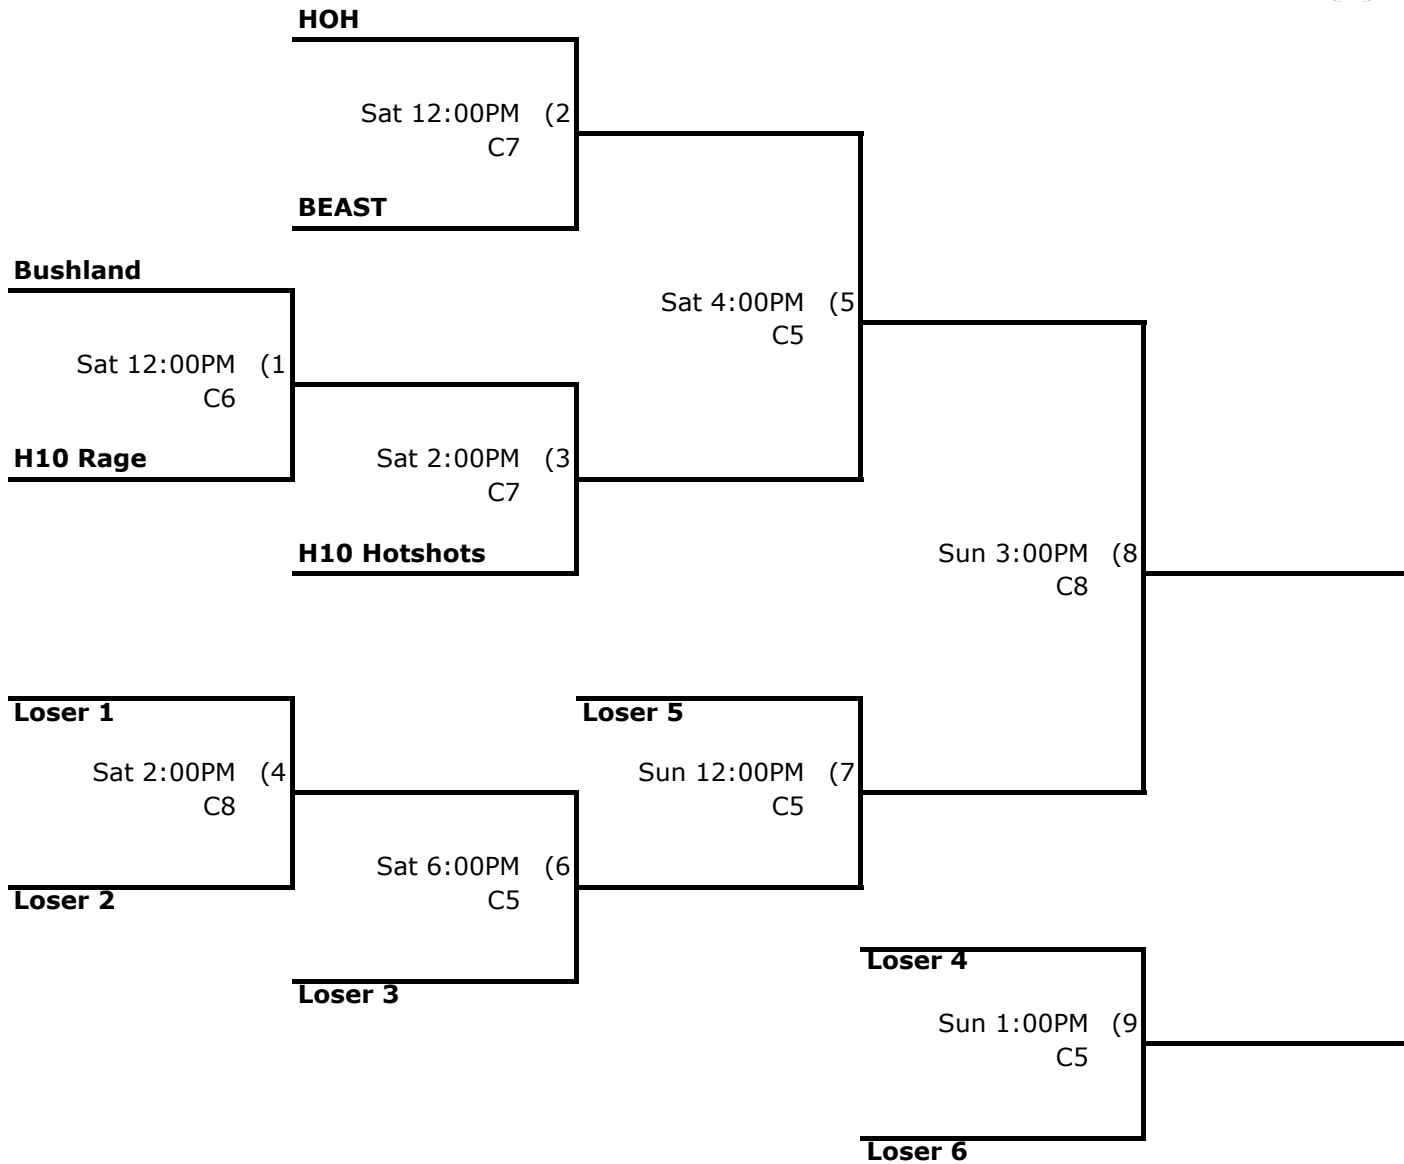 HOH
Sat 12:00PM (2
C7
BEAST
Bushland
Sat 4:00PM (5
C5
Sat 12:00PM (1
C6
H10 Rage
Sat 2:00PM (3
C7
H10 Hotshots
Sun 3:00PM (8
C8
Loser 1
Loser 5
Sat 2:00PM (4
C8
Sun 12:00PM (7
C5
Sat 6:00PM (6
C5
Loser 2
Loser 4
Loser 3
Sun 1:00PM (9
C5
Loser 6